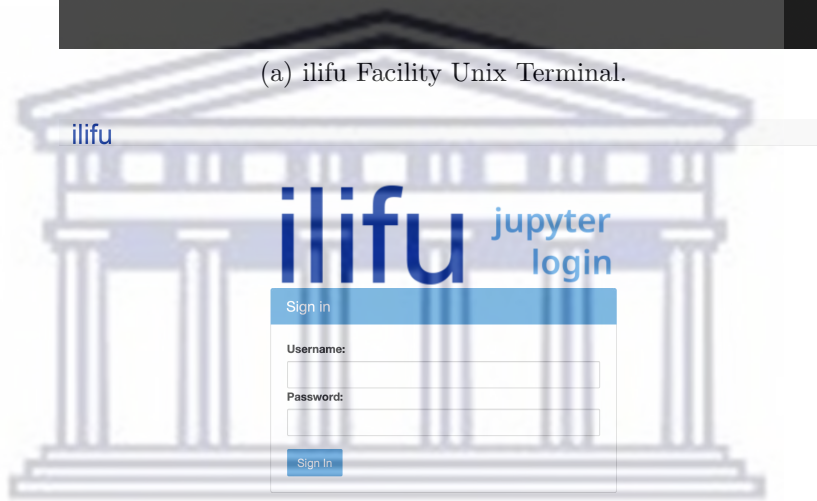 (a) ilifu Facility Unix Terminal.
ilifu
ilifu jupyter
login
Sign in
Username:
Password:
Sign In